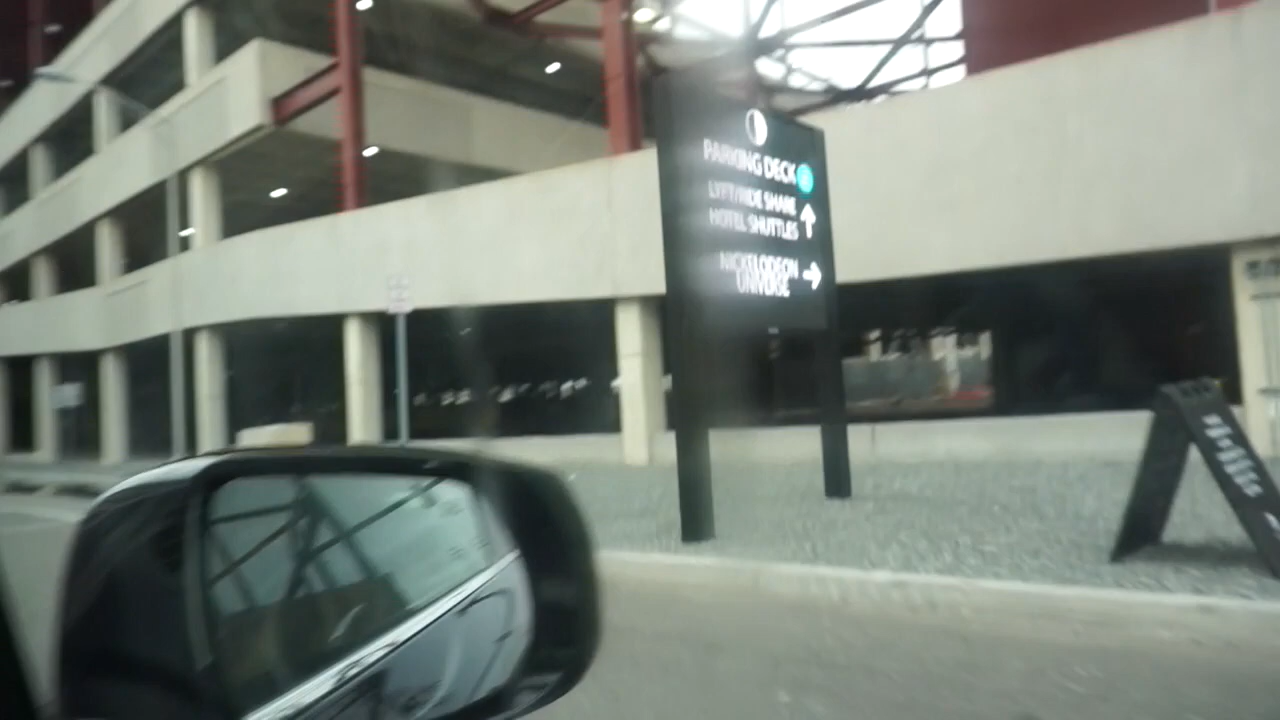 PARKING DECK
LYFT/RIDE SHARE
HOTEL SHUTTLES
NICKELODEON
UNIVERSE